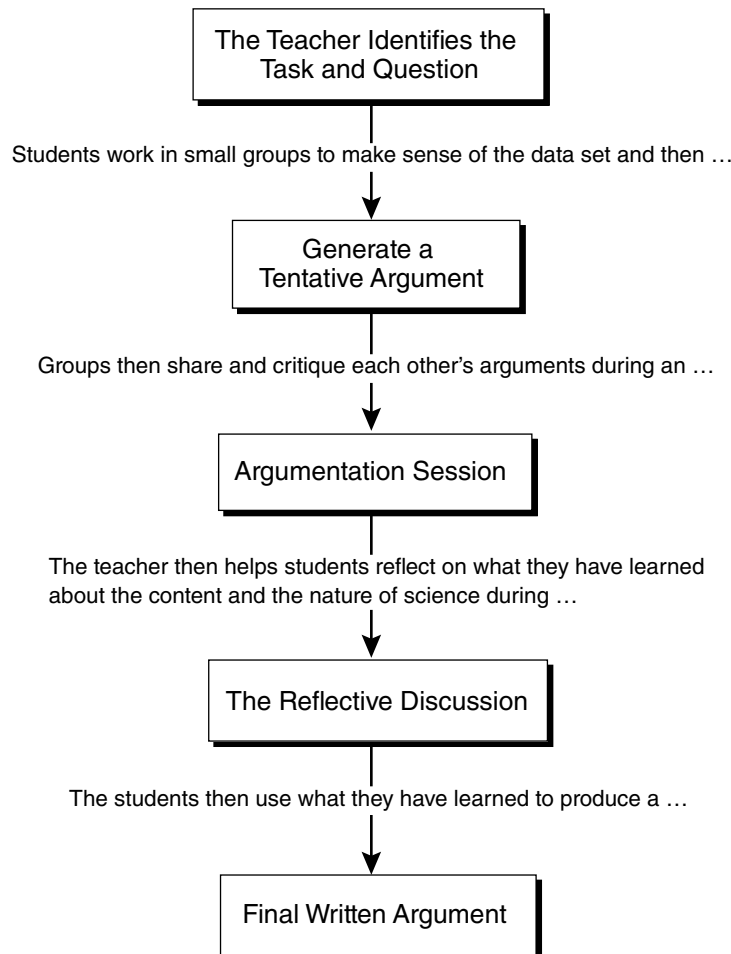 The Teacher Identifies the
Task and Question
Students work in small groups to make sense of the data set and then …
Generate a
Tentative Argument
Groups then share and critique each other’s arguments during an …
Argumentation Session
The teacher then helps students reflect on what they have learned
about the content and the nature of science during …
The Reflective Discussion
The students then use what they have learned to produce a …
Final Written Argument